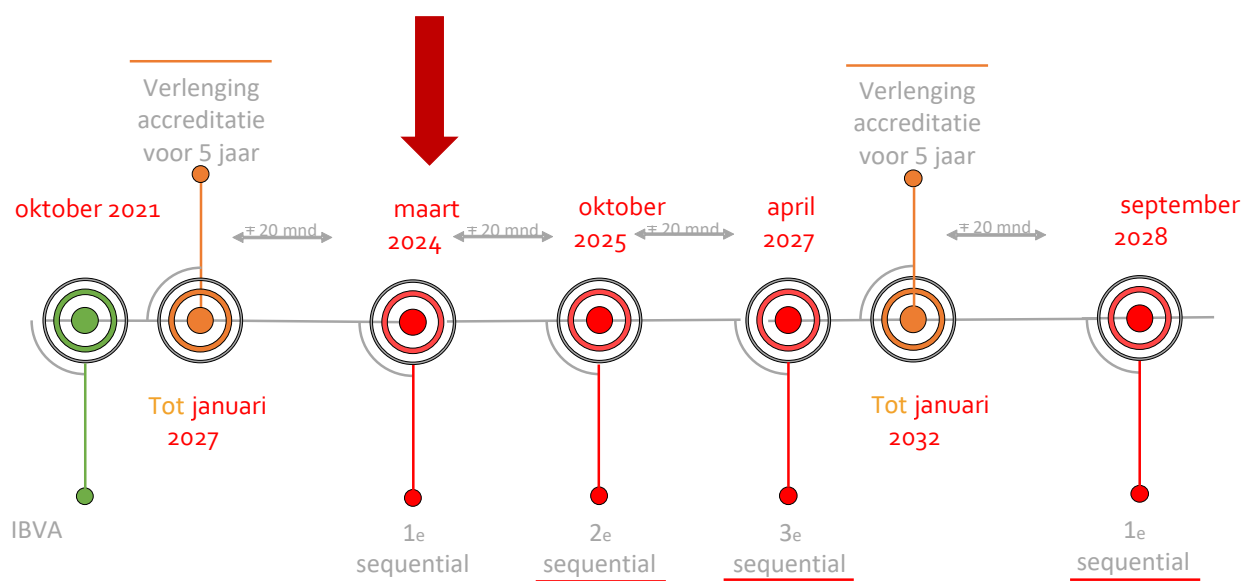 Verlenging
accreditatie
voor 5 jaar
Verlenging
accreditatie
voor 5 jaar
oktober 2021
maart
2024
oktober
2025
april
2027
september
2028
∓ 20 mnd
∓ 20 mnd
∓ 20 mnd
∓ 20 mnd
Tot januari
2027
Tot januari
2032
IBVA
1e
sequential
2e
sequential
3e
sequential
1e
sequential